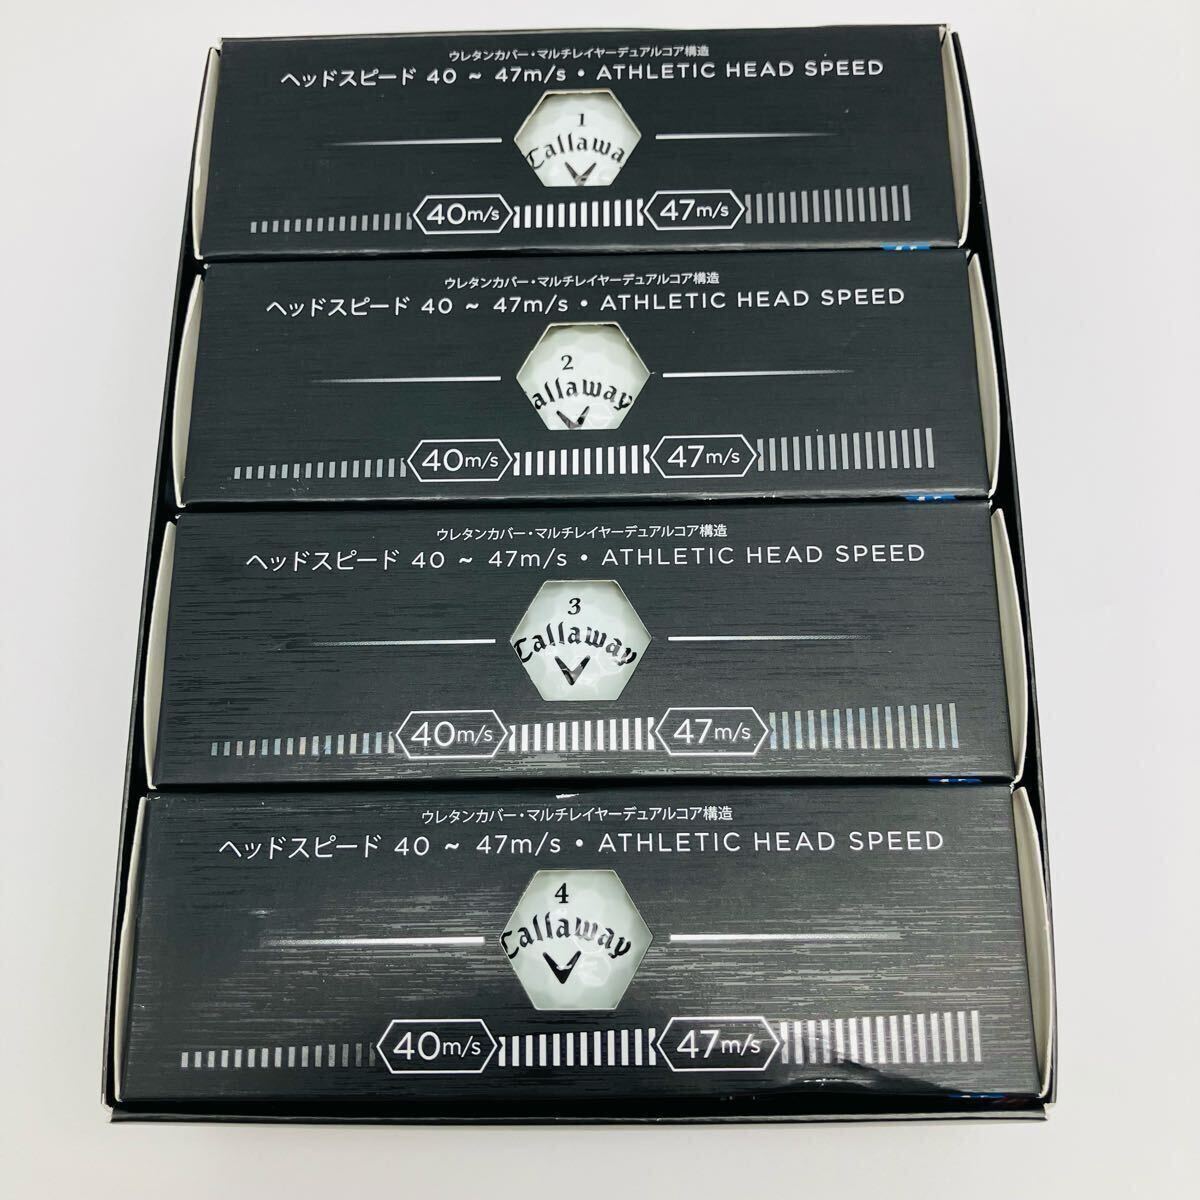 ウレタンカバー・マルチレイヤーデュアルコア構造
ヘッドスピード 40 ~ 47m/s • ATHLETIC HEAD SPEED
1
Callaway
40m/s 47m/s
ウレタンカバー・マルチレイヤーデュアルコア構造
ヘッドスピード 40 ~ 47m/s • ATHLETIC HEAD SPEED
2
Callaway
40m/s 47m/s
ウレタンカバー・マルチレイヤーデュアルコア構造
ヘッドスピード 40 ~ 47m/s • ATHLETIC HEAD SPEED
3
Callaway
40m/s 47m/s
ウレタンカバー・マルチレイヤーデュアルコア構造
ヘッドスピード 40 ~ 47m/s • ATHLETIC HEAD SPEED
4
Callaway
40m/s 47m/s